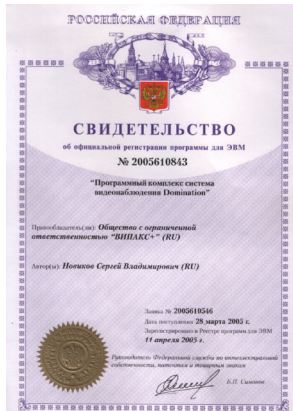 РОССИЙСКАЯ ФЕДЕРАЦИЯ
СВИДЕТЕЛЬСТВО
об официальной регистрации программы для ЭВМ
№ 2005610843
“Программный комплекс система
видеонаблюдения Domination”
Правообладатель(ли): Общество с ограниченной
ответственностью “ВИПАКС+” (RU)
Автор(ы): Новиков Сергей Владимирович (RU)
Заявка № 2005610546
Дата поступления 28 марта 2005 г.
Зарегистрировано в Реестре программ для ЭВМ
11 апреля 2005 г.
Руководитель Федеральной службы по интеллектуальной
собственности, патентам и товарным знакам
Б.П. Симонов